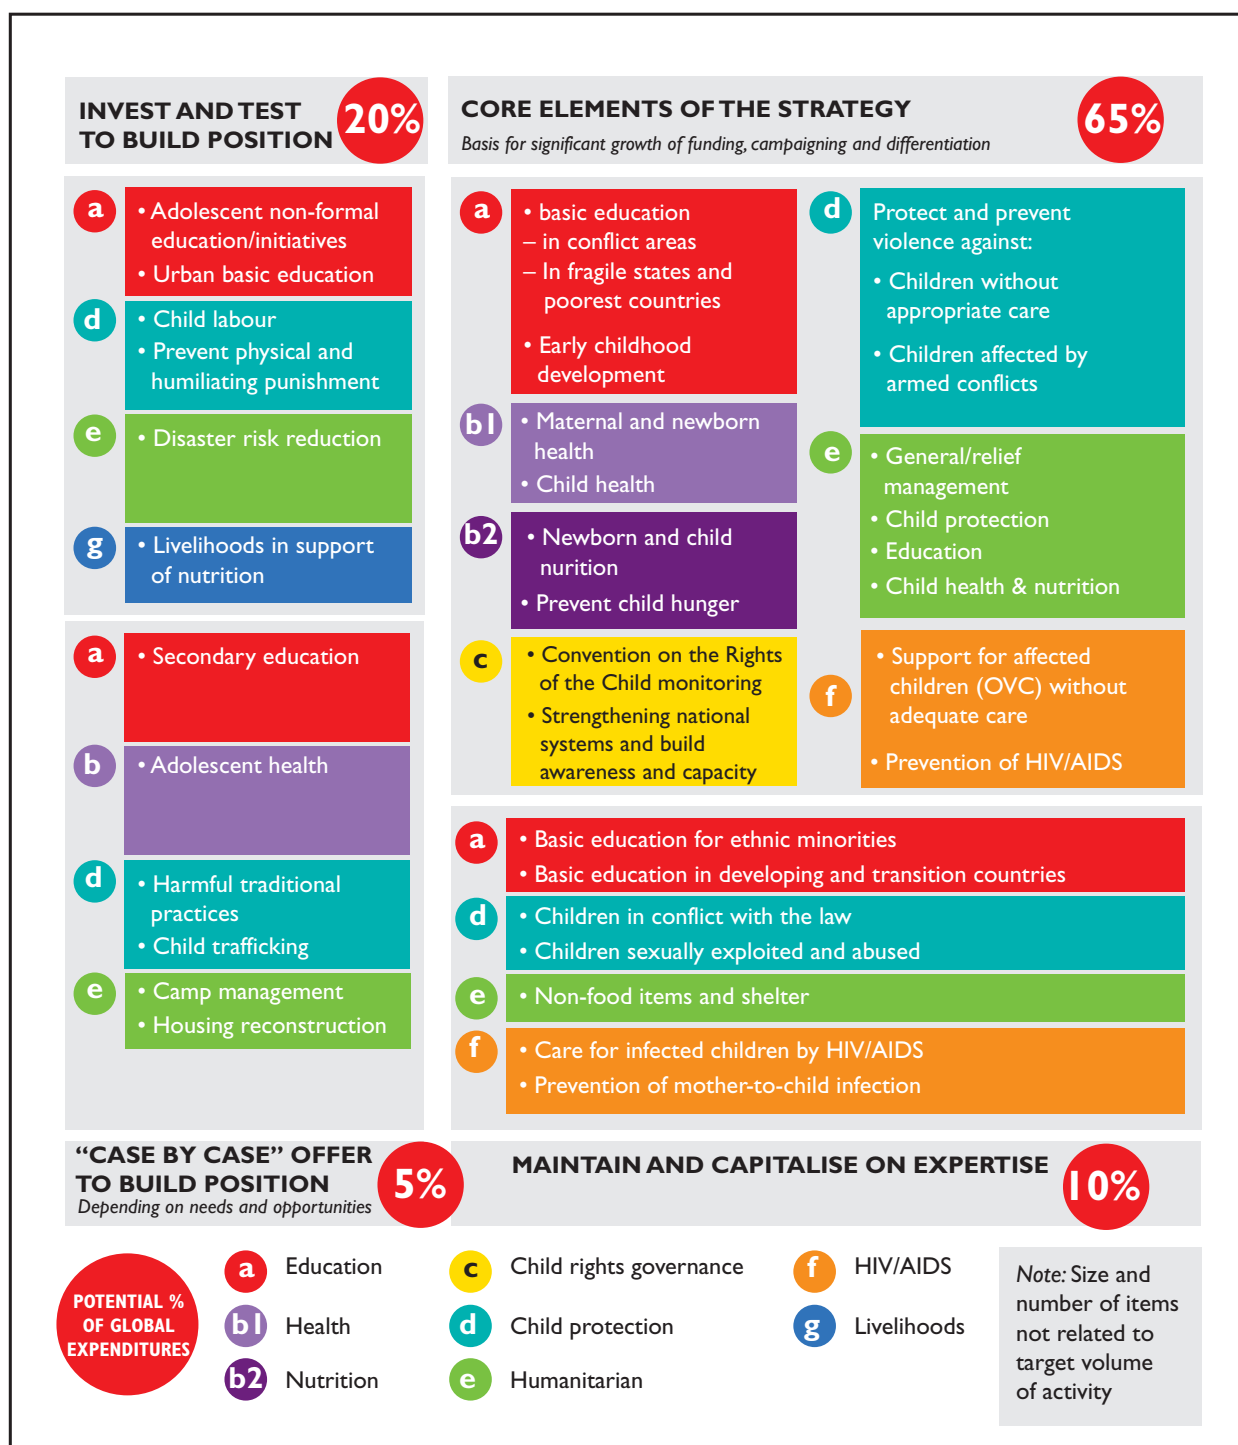 INVEST AND TEST
TO BUILD POSITION
20%
a
• Adolescent non-formal
education/initiatives
• Urban basic education
d
• Child labour
• Prevent physical and
humiliating punishment
e
• Disaster risk reduction
g
• Livelihoods in support
of nutrition
a
• Secondary education
b
• Adolescent health
d
• Harmful traditional
practices
• Child trafficking
e
• Camp management
• Housing reconstruction
"CASE BY CASE" OFFER
TO BUILD POSITION
Depending on needs and opportunities
5%
CORE ELEMENTS OF THE STRATEGY
Basis for significant growth of funding, campaigning and differentiation
65%
a
• basic education
– in conflict areas
– In fragile states and
poorest countries
• Early childhood
development
b1
• Maternal and newborn
health
• Child health
b2
• Newborn and child
nurition
• Prevent child hunger
c
• Convention on the Rights
of the Child monitoring
• Strengthening national
systems and build
awareness and capacity
d
Protect and prevent
violence against:
• Children without
appropriate care
• Children affected by
armed conflicts
e
• General/relief
management
• Child protection
• Education
• Child health & nutrition
f
• Support for affected
children (OVC) without
adequate care
• Prevention of HIV/AIDS
a
• Basic education for ethnic minorities
• Basic education in developing and transition countries
d
• Children in conflict with the law
• Children sexually exploited and abused
e
• Non-food items and shelter
f
• Care for infected children by HIV/AIDS
• Prevention of mother-to-child infection
MAINTAIN AND CAPITALISE ON EXPERTISE
10%
POTENTIAL %
OF GLOBAL
EXPENDITURES
a Education
b1 Health
b2 Nutrition
c Child rights governance
d Child protection
e Humanitarian
f HIV/AIDS
g Livelihoods
Note: Size and
number of items
not related to
target volume
of activity